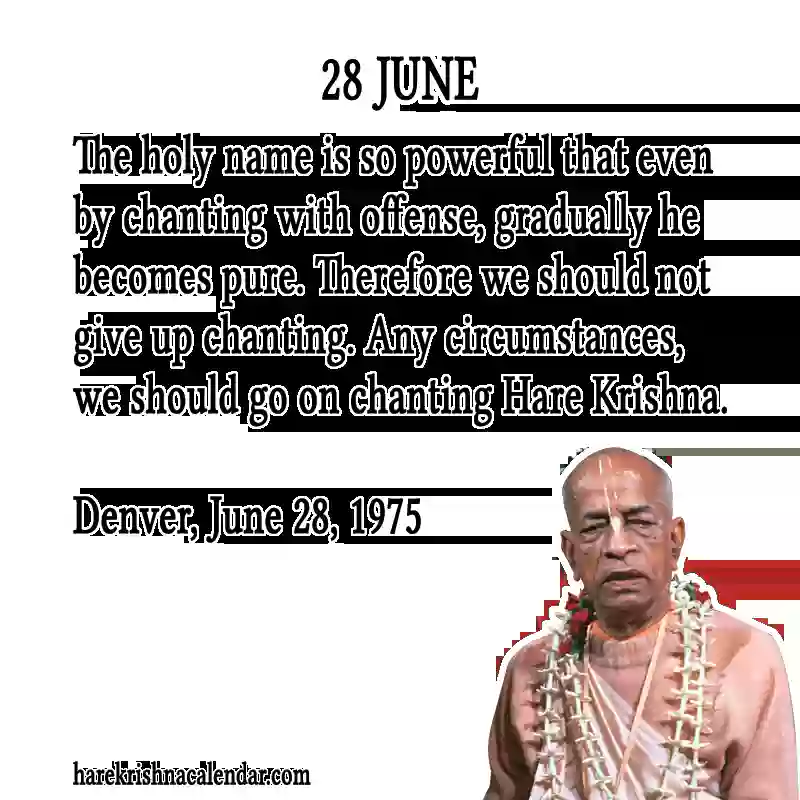 28 JUNE
The holy name is so powerful that even
by chanting with offense, gradually he
becomes pure. Therefore we should not
give up chanting. Any circumstances,
we should go on chanting Hare Krishna.
Denver, June 28, 1975
harekrishnacalendar.com